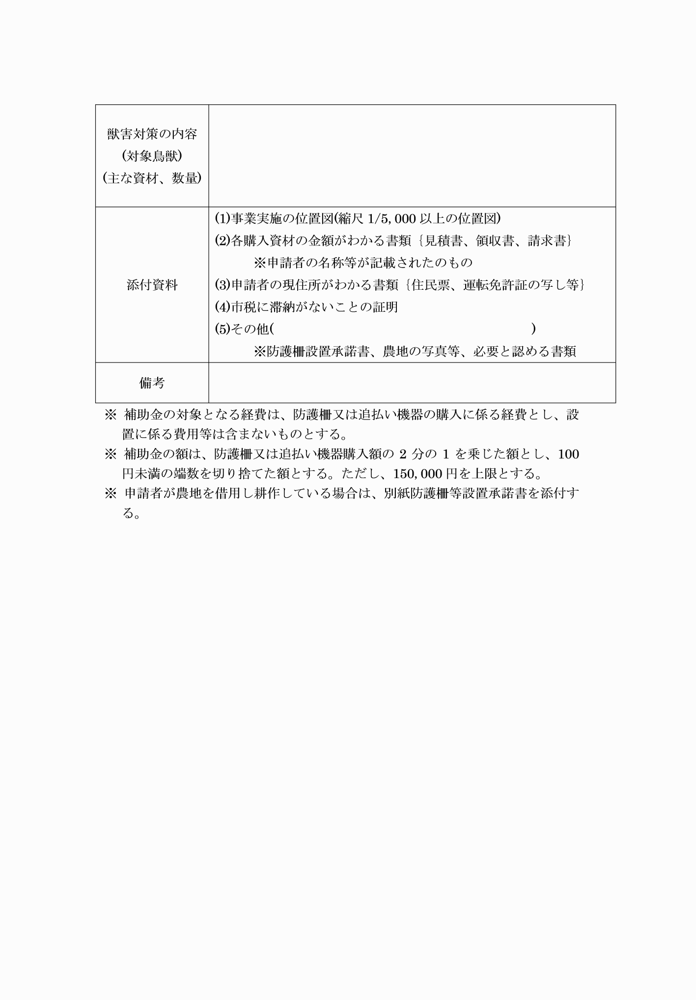 獣害対策の内容
(対象鳥獣)
(主な資材、数量)
(1)事業実施の位置図(縮尺 1/5,000 以上の位置図)
(2)各購入資材の金額がわかる書類｛見積書、領収書、請求書｝
※申請者の名称等が記載されたのもの
添付資料
(3)申請者の現住所がわかる書類｛住民票、運転免許証の写し等｝
(4)市税に滞納がないことの証明
(5)その他( )
※防護柵設置承諾書、農地の写真等、必要と認める書類
備考
※ 補助金の対象となる経費は、防護柵又は追払い機器の購入に係る経費とし、設
置に係る費用等は含まないものとする。
※ 補助金の額は、防護柵又は追払い機器購入額の 2 分の 1 を乗じた額とし、100
円未満の端数を切り捨てた額とする。ただし、150,000 円を上限とする。
※ 申請者が農地を借用し耕作している場合は、別紙防護柵等設置承諾書を添付す
る。